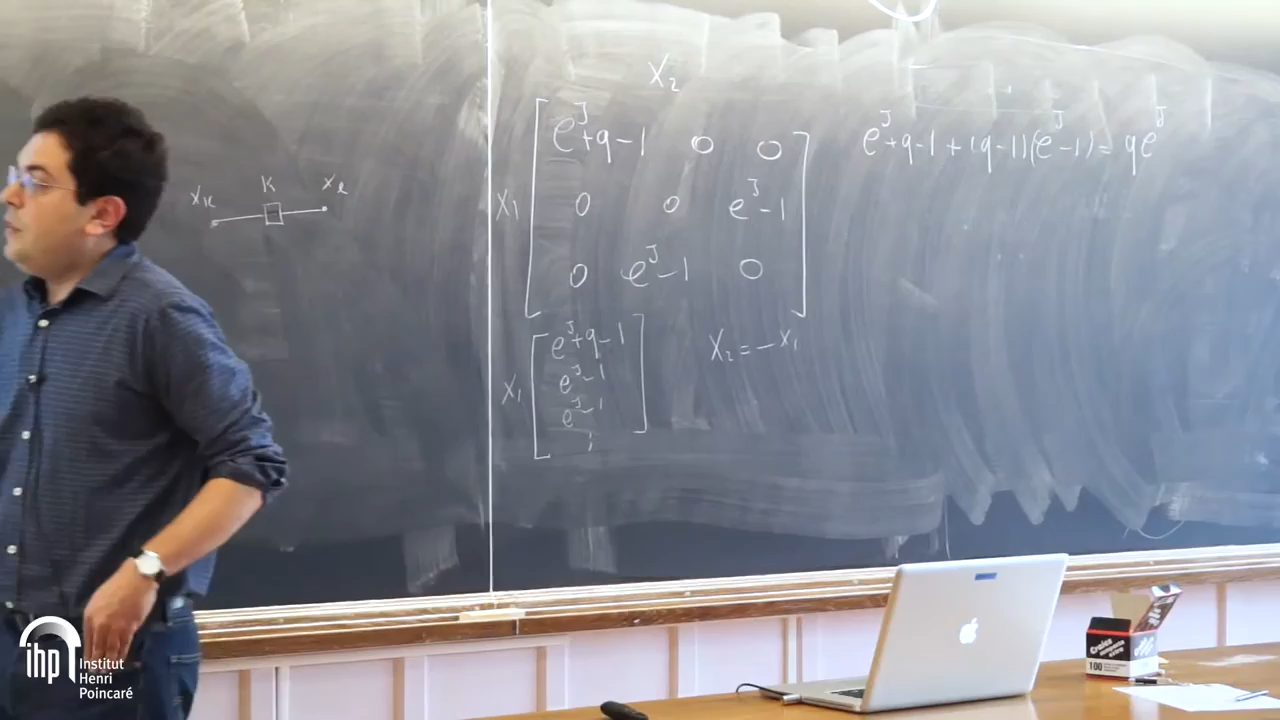 X₂
e^J+q-1 0 0
X₁ 0 0 e^J-1
0 e^J-1 0
e^J+q-1+(q-1)(e^J-1)=qe^J
K
X_k X_l
X₁ e^J+q-1
e^J-1
e^J-1
⋮
X₂=-X₁
ihp Institut
Henri
Poincaré
100